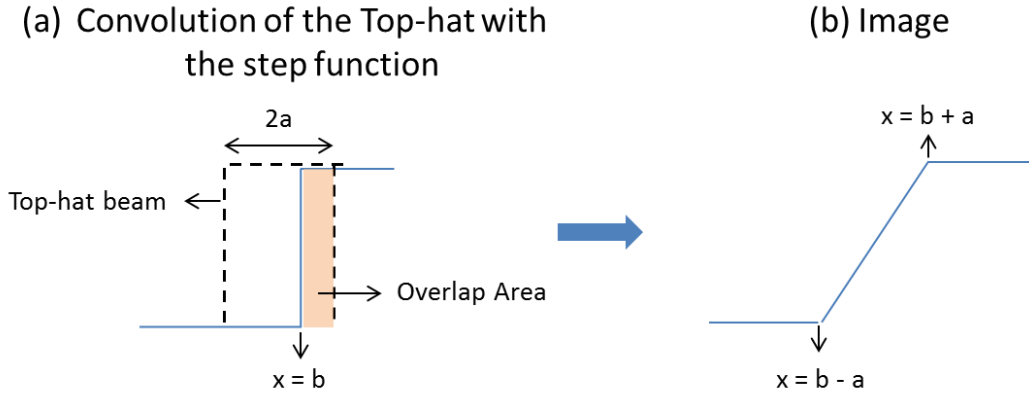 (a) Convolution of the Top-hat with
the step function
2a
Top-hat beam
Overlap Area
x = b
(b) Image
x = b + a
x = b - a